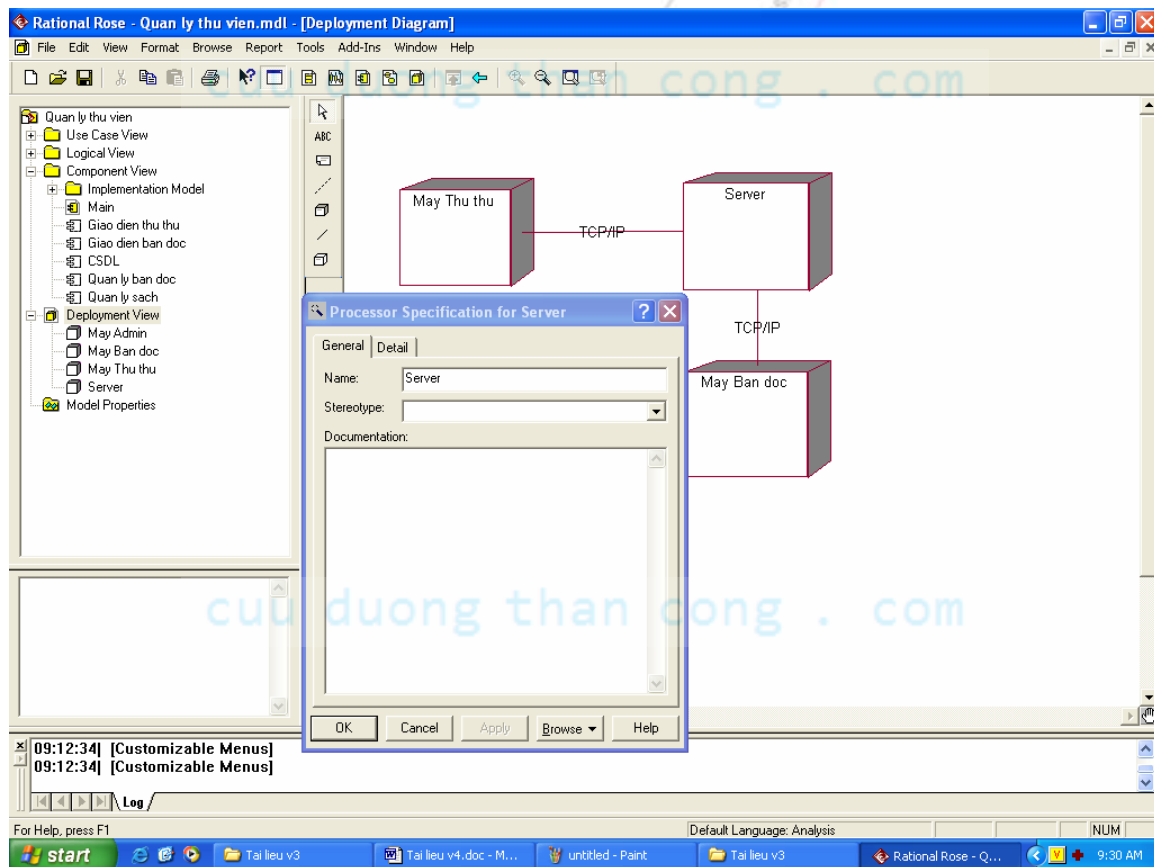 Rational Rose - Quan ly thu vien.mdl - [Deployment Diagram]
File Edit View Format Browse Report Tools Add-Ins Window Help
cuu duong than cong . com
Quan ly thu vien
Use Case View
Logical View
Component View
Implementation Model
Main
Giao dien thu thu
Giao dien ban doc
CSDL
Quan ly ban doc
Quan ly sach
Deployment View
May Admin
May Ban doc
May Thu thu
Server
Model Properties
ABC
May Thu thu
TCP/IP
Server
TCP/IP
May Ban doc
Processor Specification for Server
General Detail
Name: Server
Stereotype:
Documentation:
OK Cancel Apply Browse Help
cuu duong than cong . com
09:12:34| [Customizable Menus]
09:12:34| [Customizable Menus]
Log
For Help, press F1 Default Language: Analysis NUM
start Tai lieu v3 Tai lieu v4.doc - M... untitled - Paint Tai lieu v3 Rational Rose - Q... V 9:30 AM